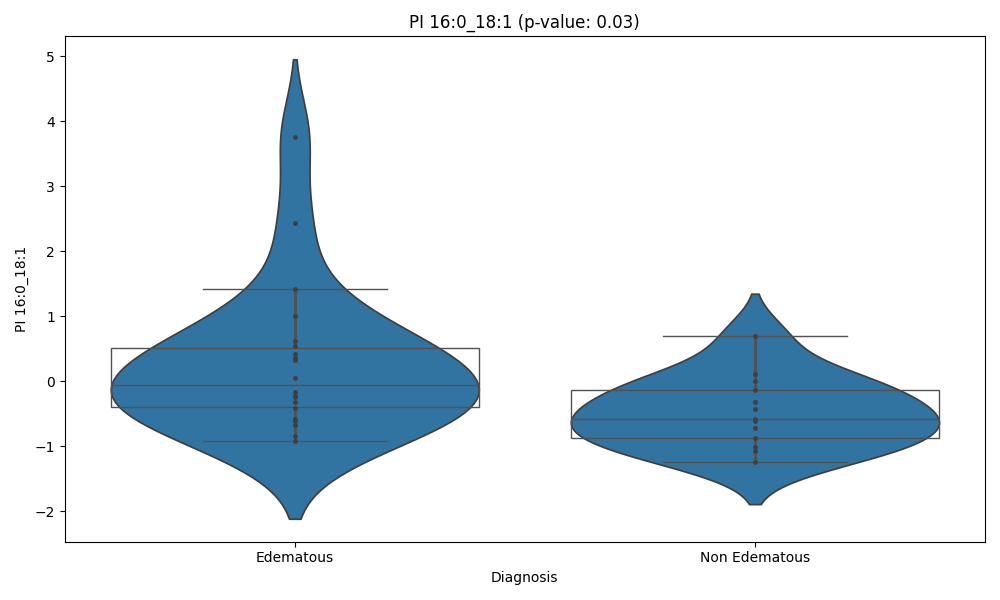 PI 16:0_18:1 (p-value: 0.03)
PI 16:0_18:1
5
4
3
2
1
0
−1
−2
Edematous Non Edematous
Diagnosis